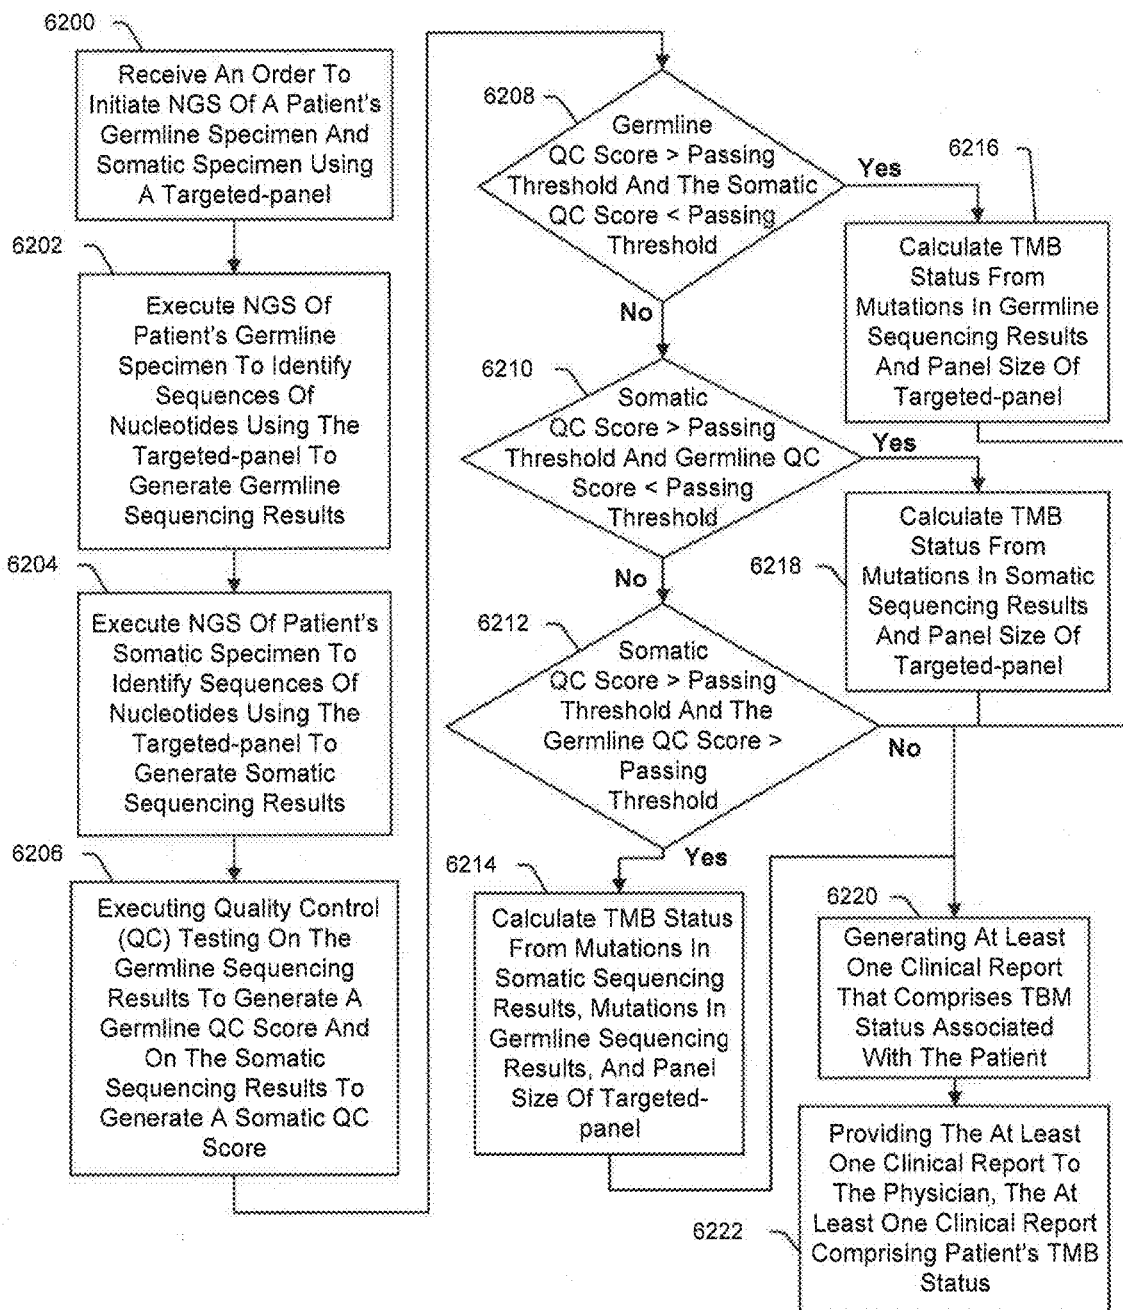 6200
Receive An Order To
Initiate NGS Of A Patient's
Germline Specimen And
Somatic Specimen Using
A Targeted-panel
6202
Execute NGS Of
Patient's Germline
Specimen To Identify
Sequences Of
Nucleotides Using The
Targeted-panel To
Generate Germline
Sequencing Results
6204
Execute NGS Of Patient's
Somatic Specimen To
Identify Sequences Of
Nucleotides Using The
Targeted-panel To
Generate Somatic
Sequencing Results
6206
Executing Quality Control
(QC) Testing On The
Germline Sequencing
Results To Generate A
Germline QC Score And
On The Somatic
Sequencing Results To
Generate A Somatic QC
Score
6208
Germline
QC Score > Passing
Threshold And The Somatic
QC Score < Passing
Threshold
Yes
No
6216
Calculate TMB
Status From
Mutations In Germline
Sequencing Results
And Panel Size Of
Targeted-panel
6210
Somatic
QC Score > Passing
Threshold And Germline QC
Score < Passing
Threshold
Yes
No
6218
Calculate TMB
Status From
Mutations In Somatic
Sequencing Results
And Panel Size Of
Targeted-panel
6212
Somatic
QC Score > Passing
Threshold And The
Germline QC Score >
Passing
Threshold
No
Yes
6214
Calculate TMB Status
From Mutations In
Somatic Sequencing
Results, Mutations In
Germline Sequencing
Results, And Panel
Size Of Targeted-
panel
6220
Generating At Least
One Clinical Report
That Comprises TBM
Status Associated
With The Patient
6222
Providing The At Least
One Clinical Report To
The Physician, The At
Least One Clinical Report
Comprising Patient's TMB
Status